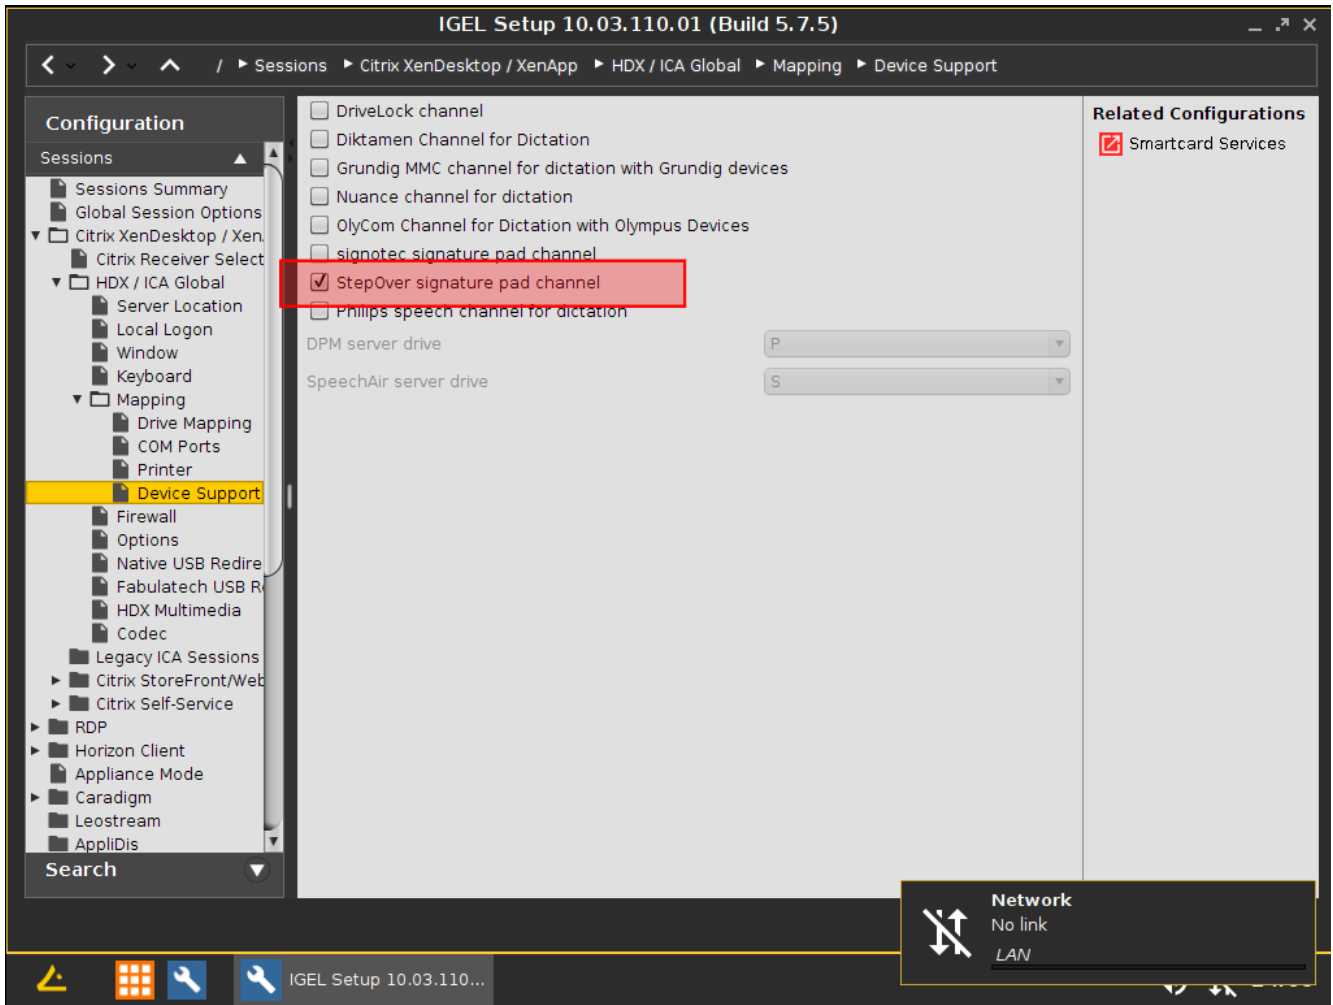 IGEL Setup 10.03.110.01 (Build 5.7.5)
/ Sessions Citrix XenDesktop / XenApp HDX / ICA Global Mapping Device Support
Configuration
Sessions
Sessions Summary
Global Session Options
Citrix XenDesktop / Xen
Citrix Receiver Select
HDX / ICA Global
Server Location
Local Logon
Window
Keyboard
Mapping
Drive Mapping
COM Ports
Printer
Device Support
Firewall
Options
Native USB Redire
Fabulatech USB R
HDX Multimedia
Codec
Legacy ICA Sessions
Citrix StoreFront/Web
Citrix Self-Service
RDP
Horizon Client
Appliance Mode
Caradigm
Leostream
AppliDis
Search
DriveLock channel
Diktamen Channel for Dictation
Grundig MMC channel for dictation with Grundig devices
Nuance channel for dictation
OlyCom Channel for Dictation with Olympus Devices
signotec signature pad channel
StepOver signature pad channel
Philips speech channel for dictation
DPM server drive P
SpeechAir server drive S
Related Configurations
Smartcard Services
Network
No link
LAN
IGEL Setup 10.03.110...